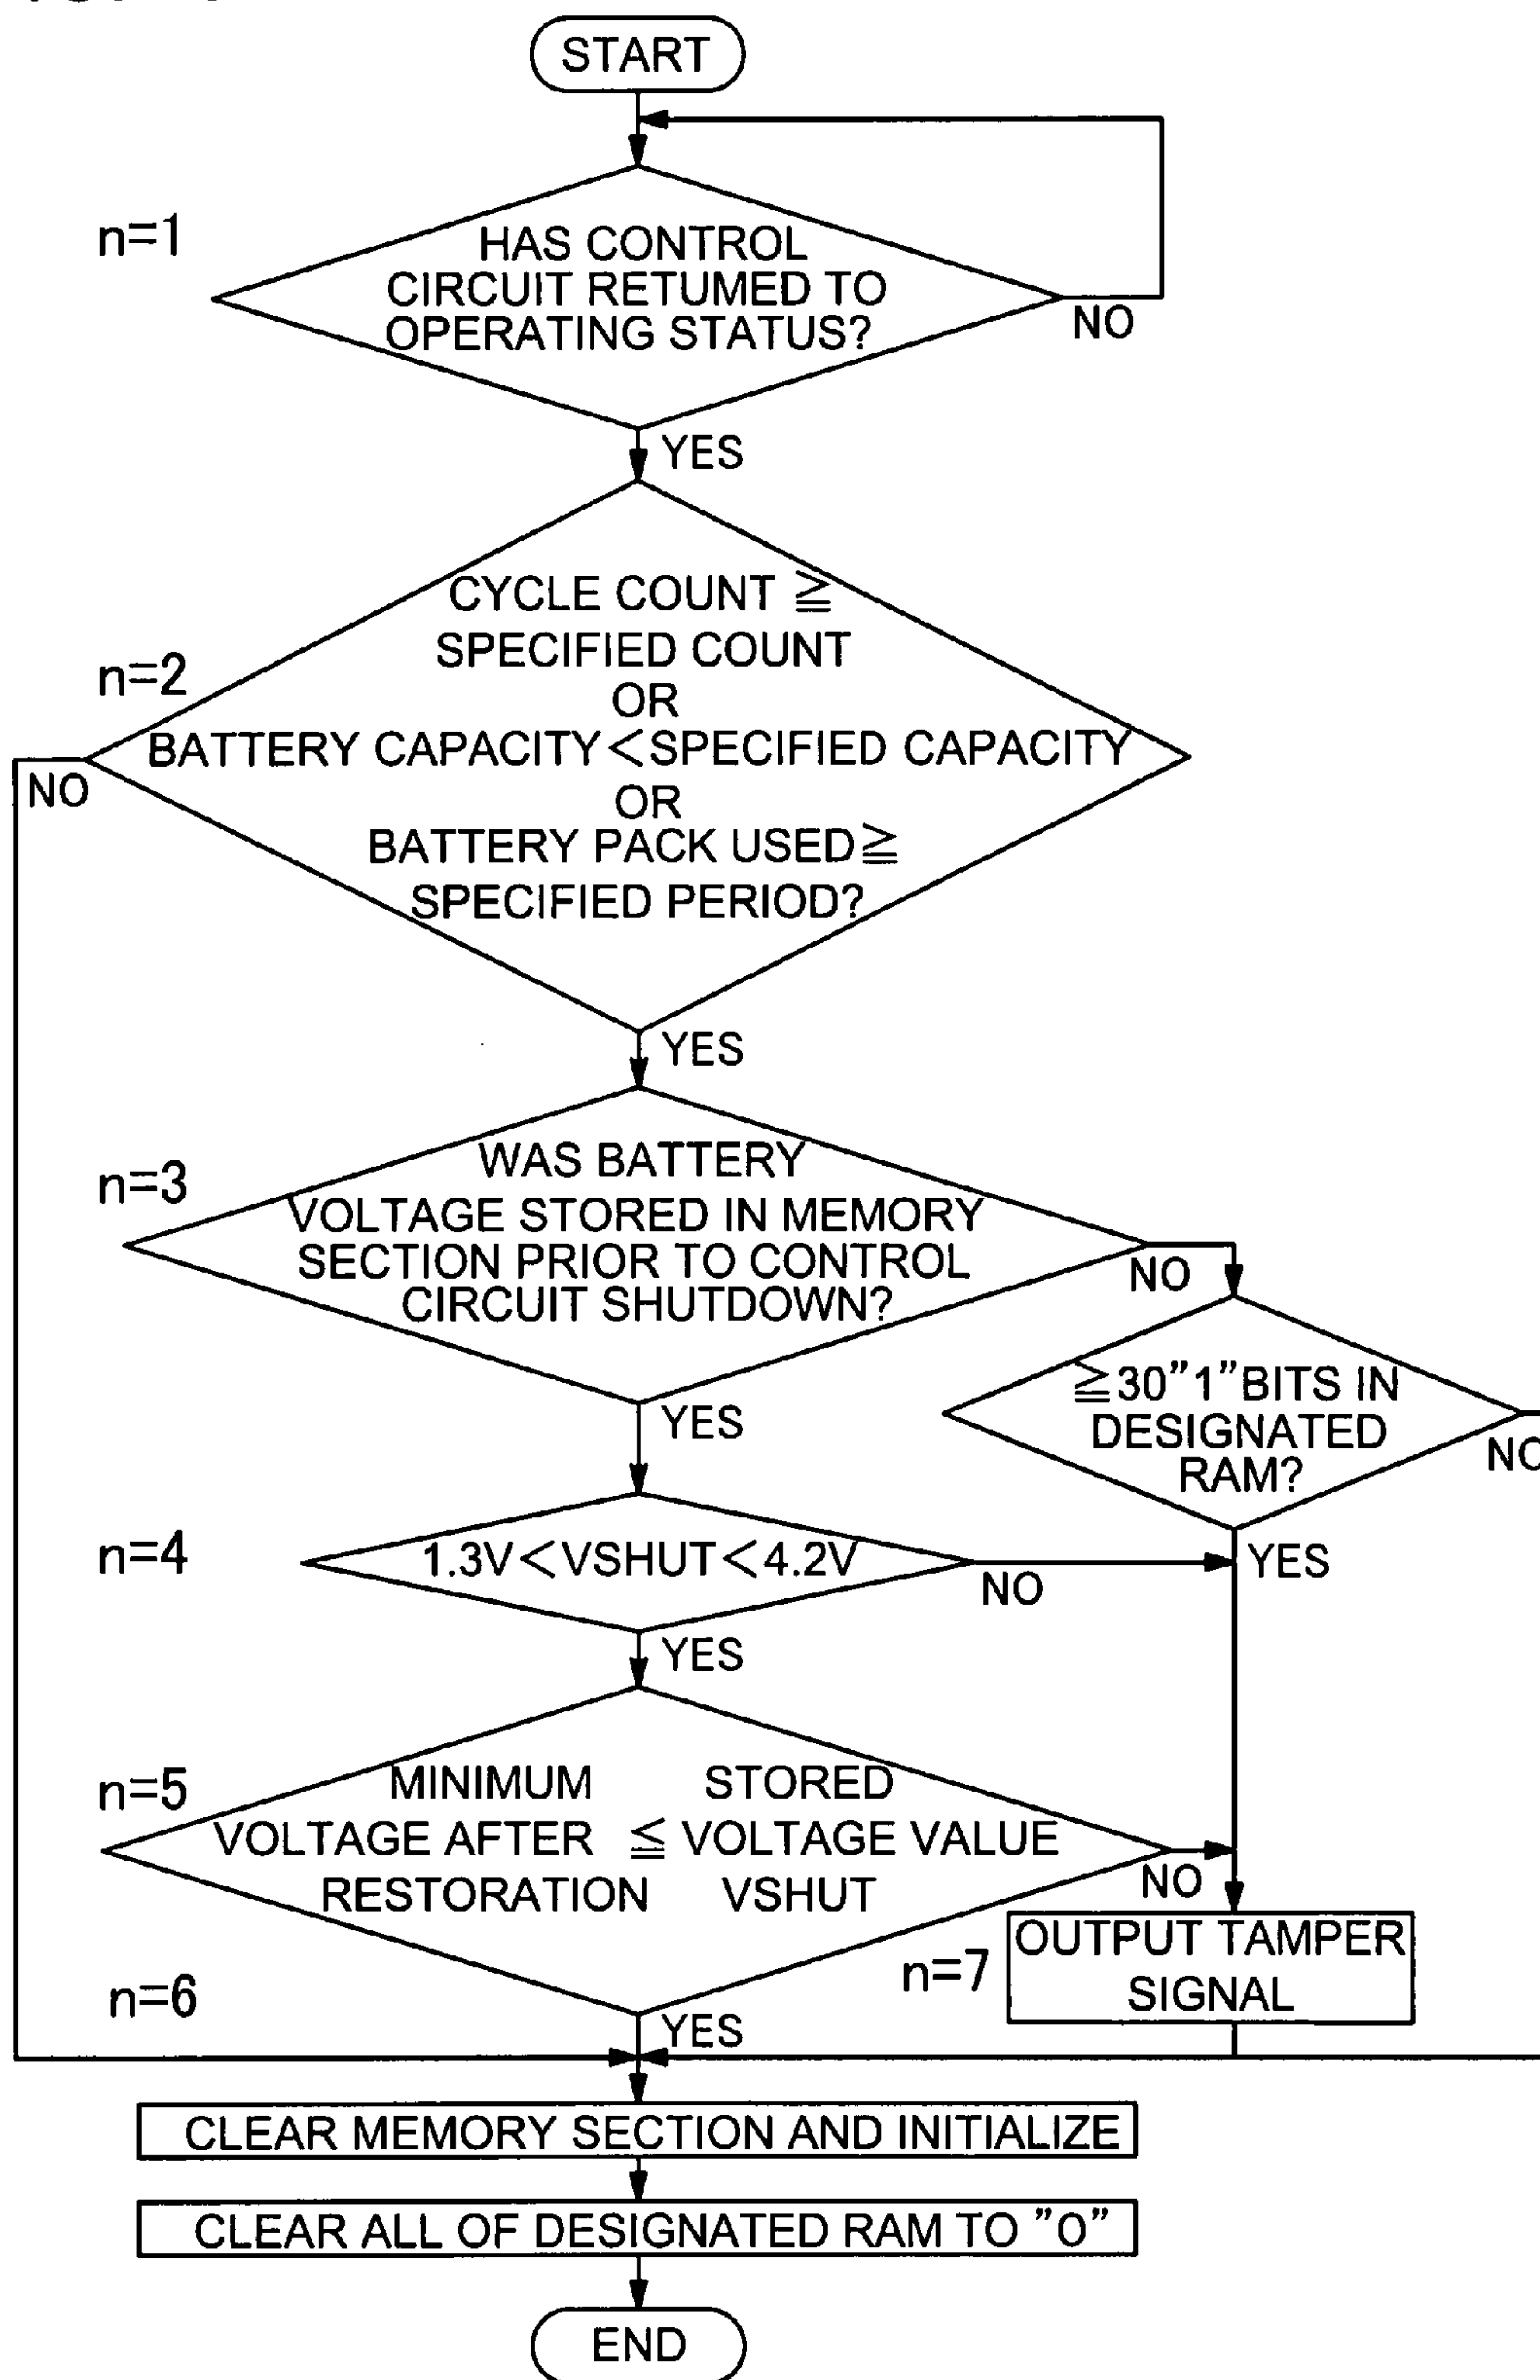 START
n=1
HAS CONTROL
CIRCUIT RETUMED TO
OPERATING STATUS?
NO
YES
n=2
CYCLE COUNT ≧
SPECIFIED COUNT
OR
BATTERY CAPACITY<SPECIFIED CAPACITY
OR
BATTERY PACK USED≧
SPECIFIED PERIOD?
NO
YES
n=3
WAS BATTERY
VOLTAGE STORED IN MEMORY
SECTION PRIOR TO CONTROL
CIRCUIT SHUTDOWN?
NO
YES
≧30"1"BITS IN
DESIGNATED
RAM?
NO
YES
n=4
1.3V<VSHUT<4.2V
NO
YES
n=5
MINIMUM STORED
VOLTAGE AFTER ≦ VOLTAGE VALUE
RESTORATION VSHUT
NO
YES
n=7
OUTPUT TAMPER
SIGNAL
n=6
CLEAR MEMORY SECTION AND INITIALIZE
CLEAR ALL OF DESIGNATED RAM TO "0"
END